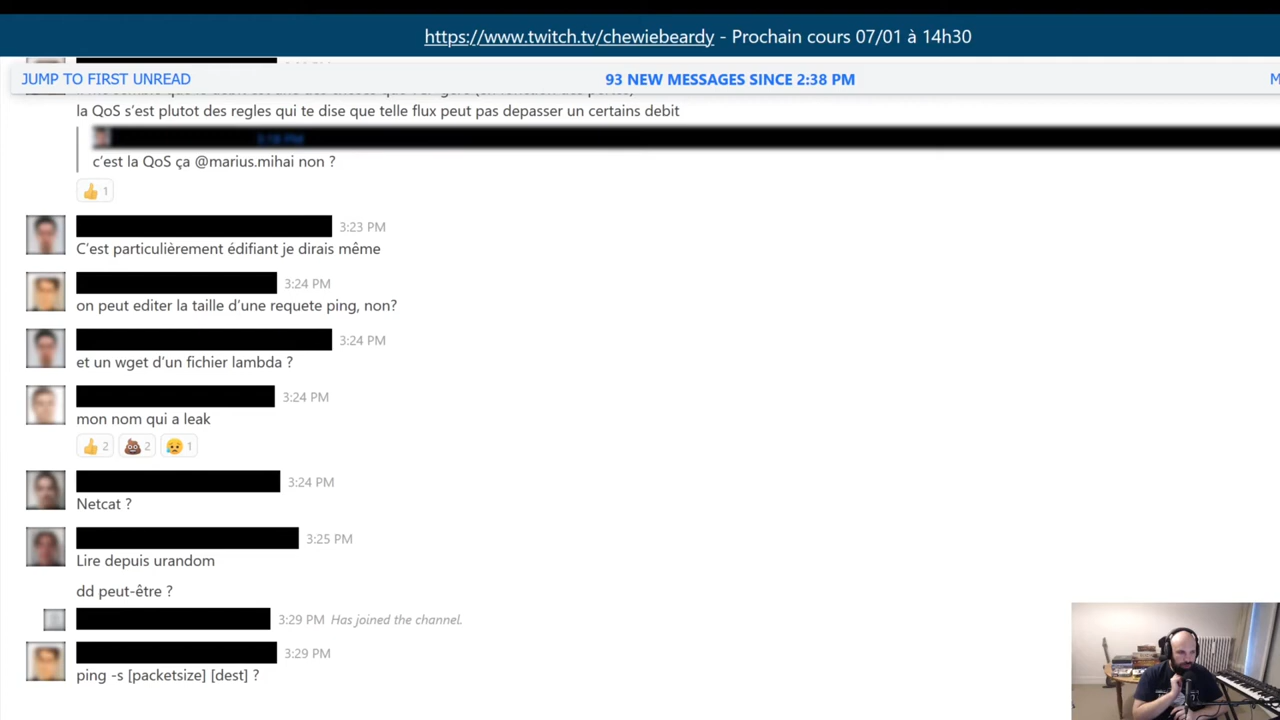 https://www.twitch.tv/chewiebeardy - Prochain cours 07/01 à 14h30
JUMP TO FIRST UNREAD
93 NEW MESSAGES SINCE 2:38 PM
la QoS s'est plutot des regles qui te dise que telle flux peut pas depasser un certains debit
3:18 PM
c'est la QoS ça @marius.mihai non ?
1
3:23 PM
C'est particulièrement édifiant je dirais même
3:24 PM
on peut editer la taille d'une requete ping, non?
3:24 PM
et un wget d'un fichier lambda ?
3:24 PM
mon nom qui a leak
2 2 1
3:24 PM
Netcat ?
3:25 PM
Lire depuis urandom
dd peut-être ?
3:29 PM Has joined the channel.
3:29 PM
ping -s [packetsize] [dest] ?